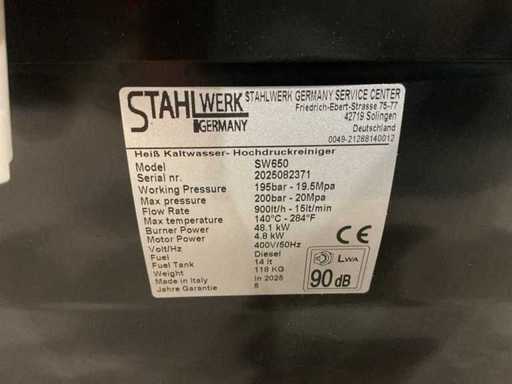 STAHLWERK GERMANY
STAHLWERK GERMANY SERVICE CENTER
Friedrich-Ebert-Strasse 75-77
42719 Solingen
Deutschland
0049-21288140012
Heiß Kaltwasser- Hochdruckreiniger
Model SW650
Serial nr. 2025082371
Working Pressure 195bar - 19.5Mpa
Max pressure 200bar - 20Mpa
Flow Rate 900lt/h - 15lt/min
Max temperature 140°C - 284°F
Burner Power 48.1 kW
Motor Power 4.8 kW
Volt/Hz 400V/50Hz
Fuel Diesel
Fuel Tank 14 lt
Weight 118 KG
Made in Italy in 2025
Jahre Garantie
CE
LWA
90 dB